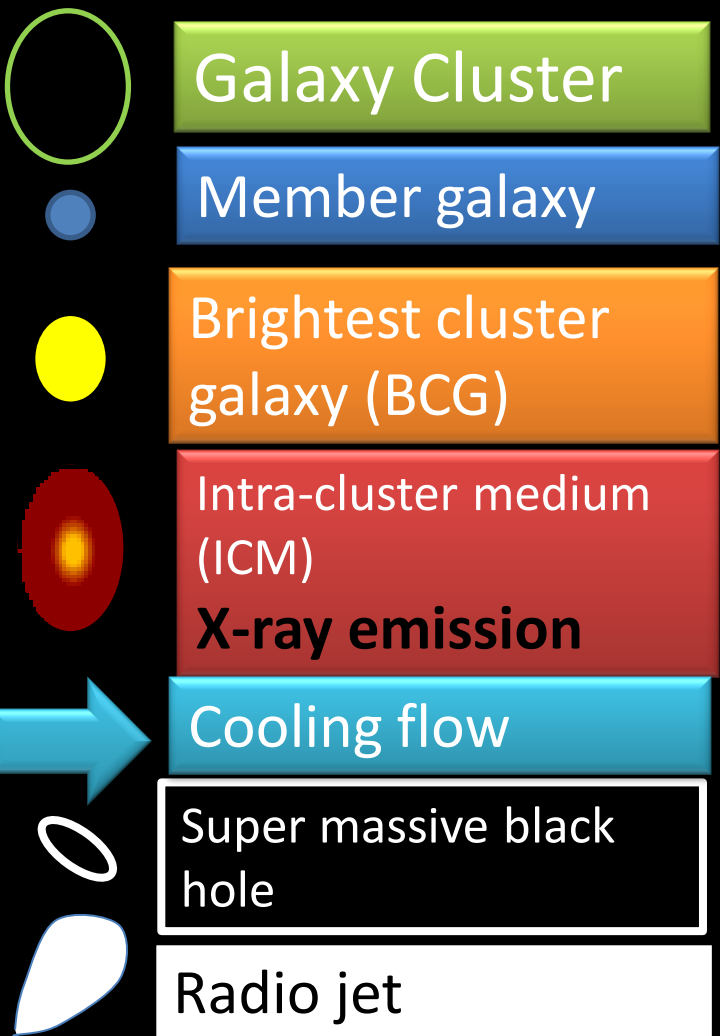 Galaxy Cluster
Member galaxy
Brightest cluster
galaxy (BCG)
Intra-cluster medium
(ICM)
X-ray emission
Cooling flow
Super massive black
hole
Radio jet